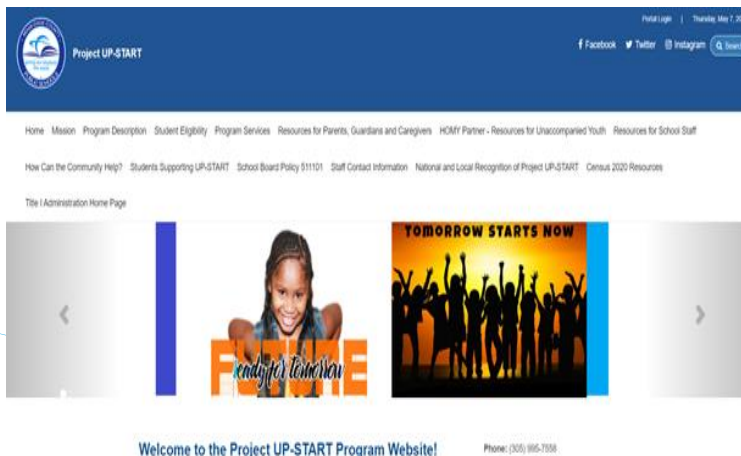 Portal Login | Thursday, May 7, 20
Project UP-START
Facebook Twitter Instagram Search
Home Mission Program Description Student Eligibility Program Services Resources for Parents, Guardians and Caregivers HOMY Partner - Resources for Unaccompanied Youth Resources for School Staff
How Can the Community Help? Students Supporting UP-START School Board Policy 5111.01 Staff Contact Information National and Local Recognition of Project UP-START Census 2020 Resources
Title I Administration Home Page
TOMORROW STARTS NOW
FUTURE
ready for tomorrow
Welcome to the Project UP-START Program Website!
Phone: (305) 995-7558